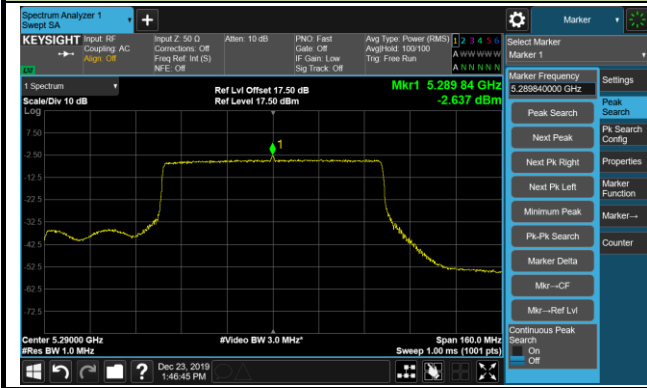 Spectrum Analyzer 1
Swept SA
Marker
KEYSIGHT
Input: RF
Coupling: AC
Align: Off
Input Z: 50 Ω
Corrections: Off
Freq Ref: Int (S)
NFE: Off
Atten: 10 dB
PNO: Fast
Gate: Off
IF Gain: Low
Sig Track: Off
Avg Type: Power (RMS)
Avg|Hold: 100/100
Trig: Free Run
1 2 3 4 5 6
A W W W W W
A N N N N N
Select Marker
Marker 1
1 Spectrum
Scale/Div 10 dB
Log
Ref Lvl Offset 17.50 dB
Ref Level 17.50 dBm
Mkr1 5.289 84 GHz
-2.637 dBm
7.50
-2.50
-12.5
-22.5
-32.5
-42.5
-52.5
-62.5
-72.5
1
Center 5.29000 GHz
#Res BW 1.0 MHz
#Video BW 3.0 MHz*
Span 160.0 MHz
Sweep 1.00 ms (1001 pts)
Marker Frequency
5.289840000 GHz
Peak Search
Next Peak
Next Pk Right
Next Pk Left
Minimum Peak
Pk-Pk Search
Marker Delta
Mkr→CF
Mkr→Ref Lvl
Continuous Peak
Search
On
Off
Settings
Peak
Search
Pk Search
Config
Properties
Marker
Function
Marker→
Counter
Dec 23, 2019
1:46:45 PM